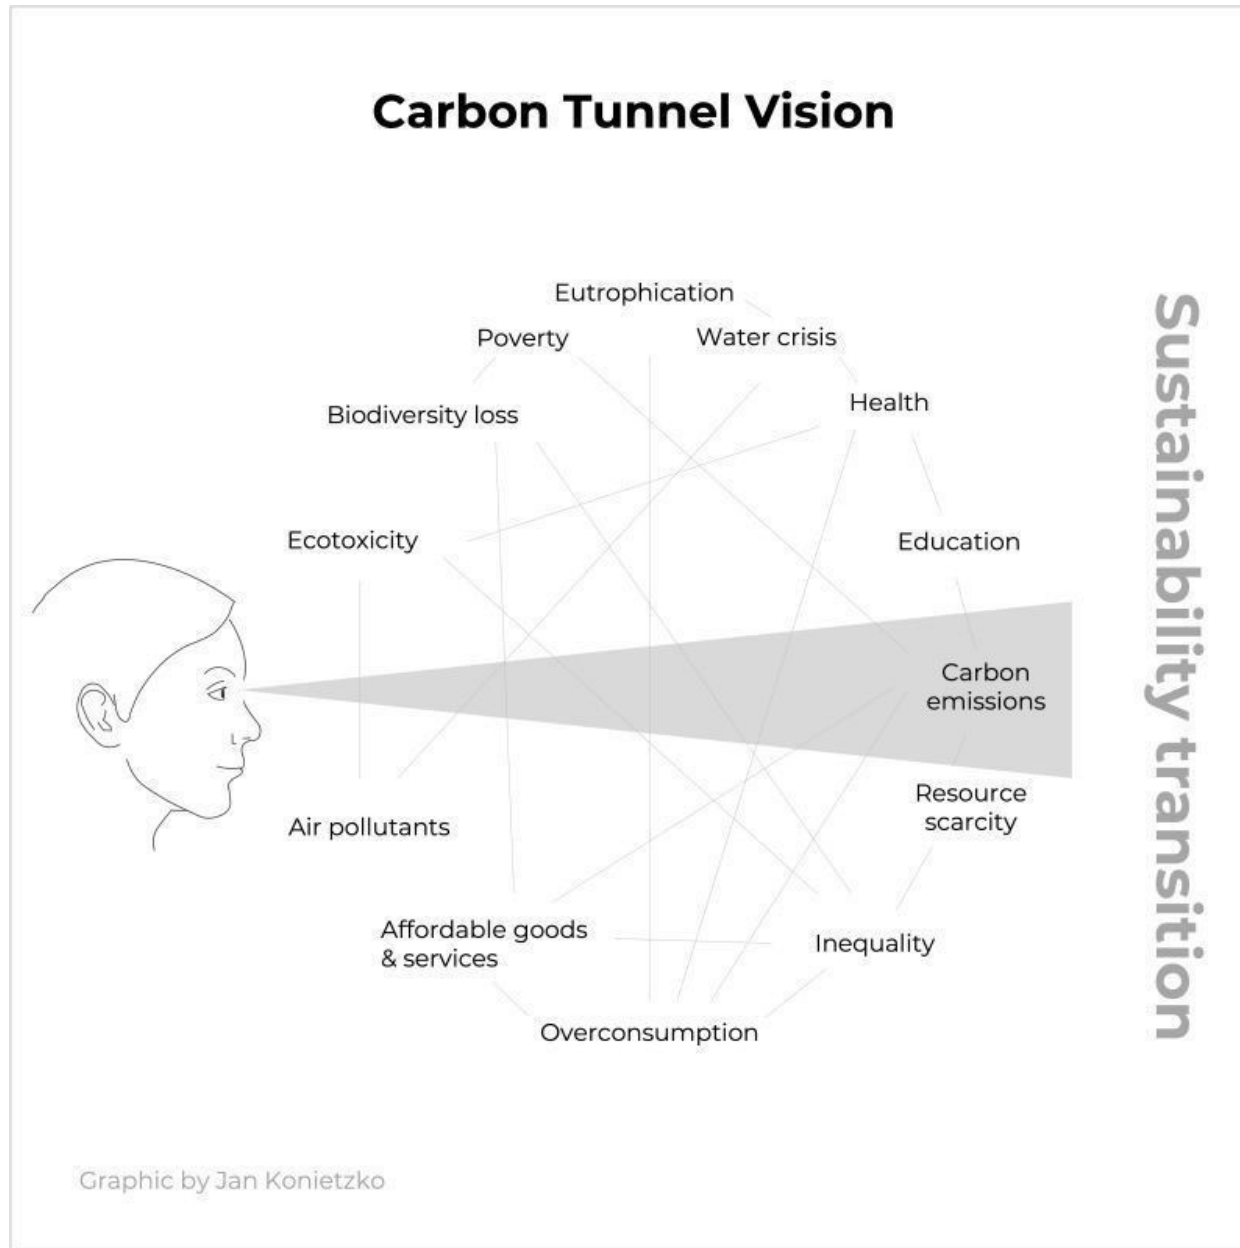 Carbon Tunnel Vision
Eutrophication
Poverty
Water crisis
Biodiversity loss
Health
Ecotoxicity
Education
Carbon
emissions
Resource
scarcity
Air pollutants
Affordable goods
& services
Inequality
Overconsumption
Sustainability transition
Graphic by Jan Konietzko